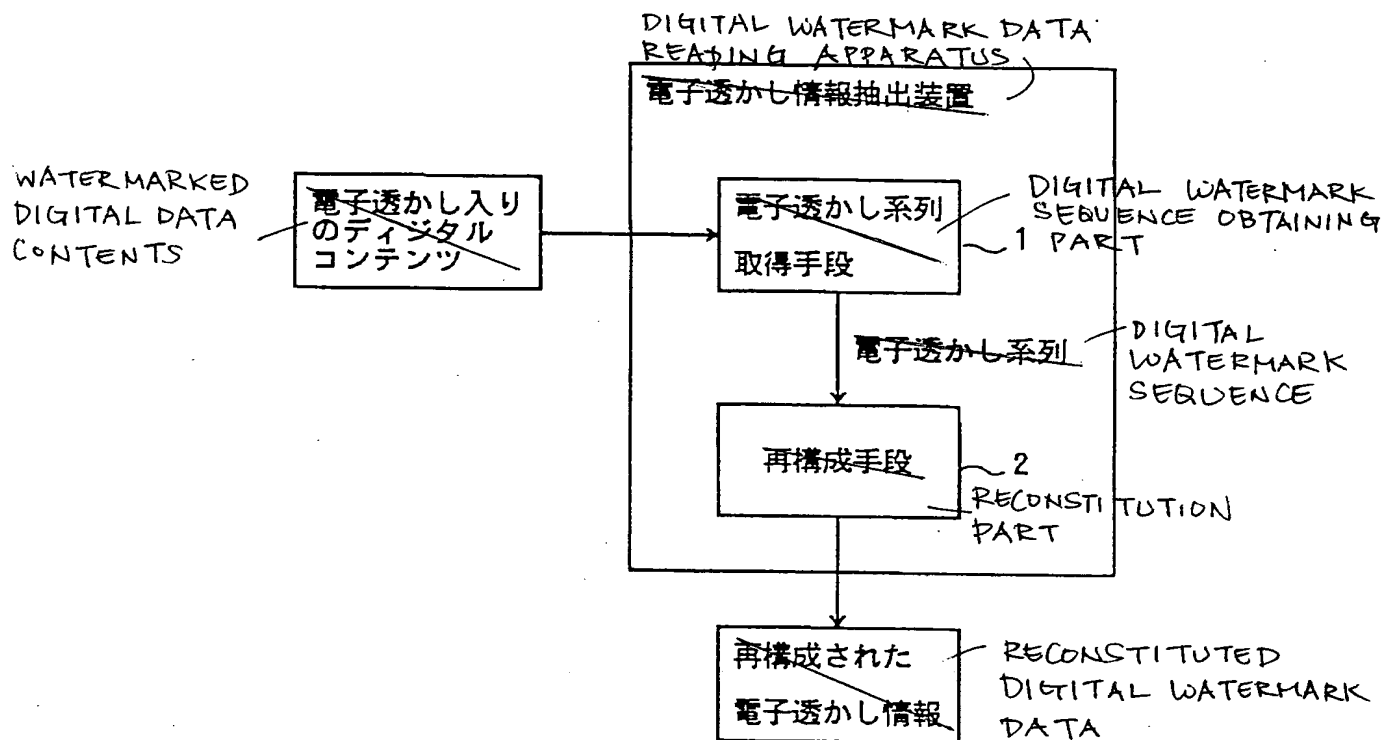 DIGITAL WATERMARK DATA
READING APPARATUS
電子透かし情報抽出装置
WATERMARKED
DIGITAL DATA
CONTENTS
電子透かし入り
のディジタル
コンテンツ
電子透かし系列
取得手段
1
DIGITAL WATERMARK
SEQUENCE OBTAINING
PART
電子透かし系列
DIGITAL
WATERMARK
SEQUENCE
再構成手段
2
RECONSTITUTION
PART
再構成された
電子透かし情報
RECONSTITUTED
DIGITAL WATERMARK
DATA